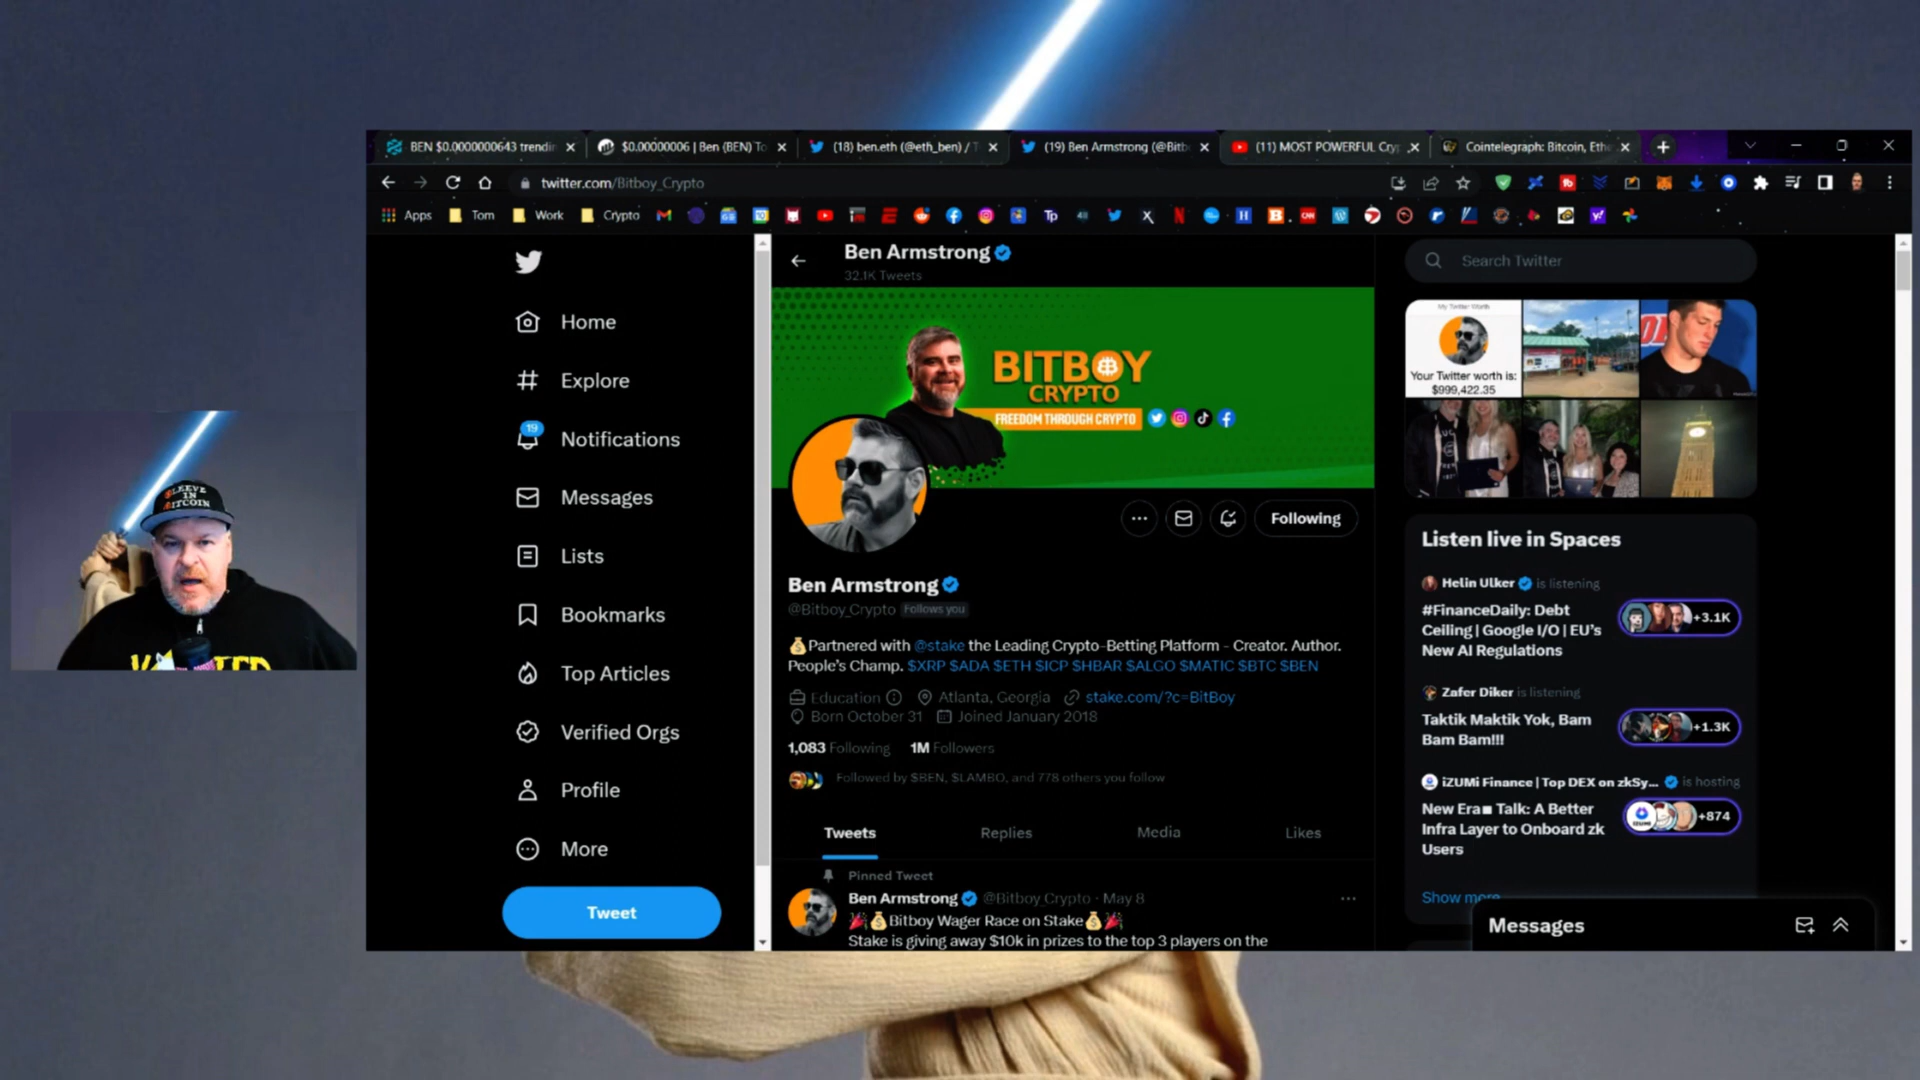 BEN $0.0000000643 trendin
$0.00000006 | Ben (BEN) To
(18) ben.eth (@eth_ben) / T
(19) Ben Armstrong (@Bitb
(11) MOST POWERFUL Cry
Cointelegraph: Bitcoin, Eth
twitter.com/Bitboy_Crypto
Apps
Tom
Work
Crypto
Home
Explore
19
Notifications
Messages
Lists
Bookmarks
Top Articles
Verified Orgs
Profile
More
Tweet
Ben Armstrong
32.1K Tweets
BITBOY
CRYPTO
FREEDOM THROUGH CRYPTO
Following
Ben Armstrong
@Bitboy_Crypto Follows you
💰Partnered with @stake the Leading Crypto-Betting Platform - Creator. Author.
People's Champ. $XRP $ADA $ETH $ICP $HBAR $ALGO $MATIC $BTC $BEN
Education Atlanta, Georgia stake.com/?c=BitBoy
Born October 31 Joined January 2018
1,083 Following 1M Followers
Followed by $BEN, $LAMBO, and 778 others you follow
Tweets Replies Media Likes
Pinned Tweet
Ben Armstrong @Bitboy_Crypto · May 8
🎉💰Bitboy Wager Race on Stake💰🎉
Stake is giving away $10k in prizes to the top 3 players on the
Search Twitter
My Twitter Worth
Your Twitter worth is:
$999,422.35
Listen live in Spaces
Helin Ulker is listening
#FinanceDaily: Debt
Ceiling | Google I/O | EU's
New AI Regulations
+3.1K
Zafer Diker is listening
Taktik Maktik Yok, Bam
Bam Bam!!!
+1.3K
iZUMi Finance | Top DEX on zkSy... is hosting
New Era■ Talk: A Better
Infra Layer to Onboard zk
Users
+874
Show more
Messages
IN